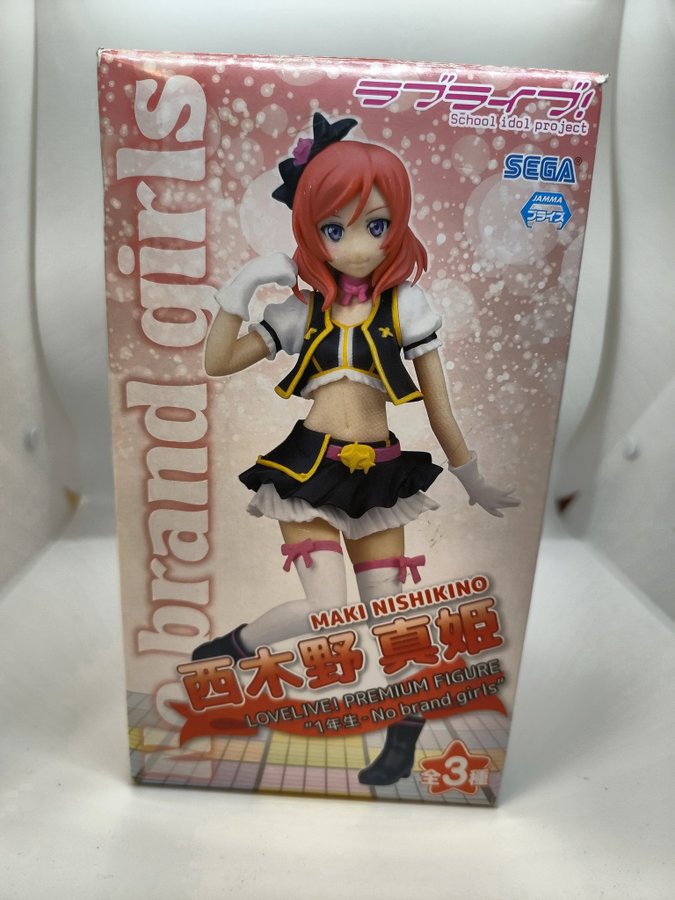 No brand girls
ラブライブ!
School idol project
SEGA
JAMMA
プライズ
MAKI NISHIKINO
西木野 真姫
LOVELIVE! PREMIUM FIGURE
"1年生-No brand girls"
全3種